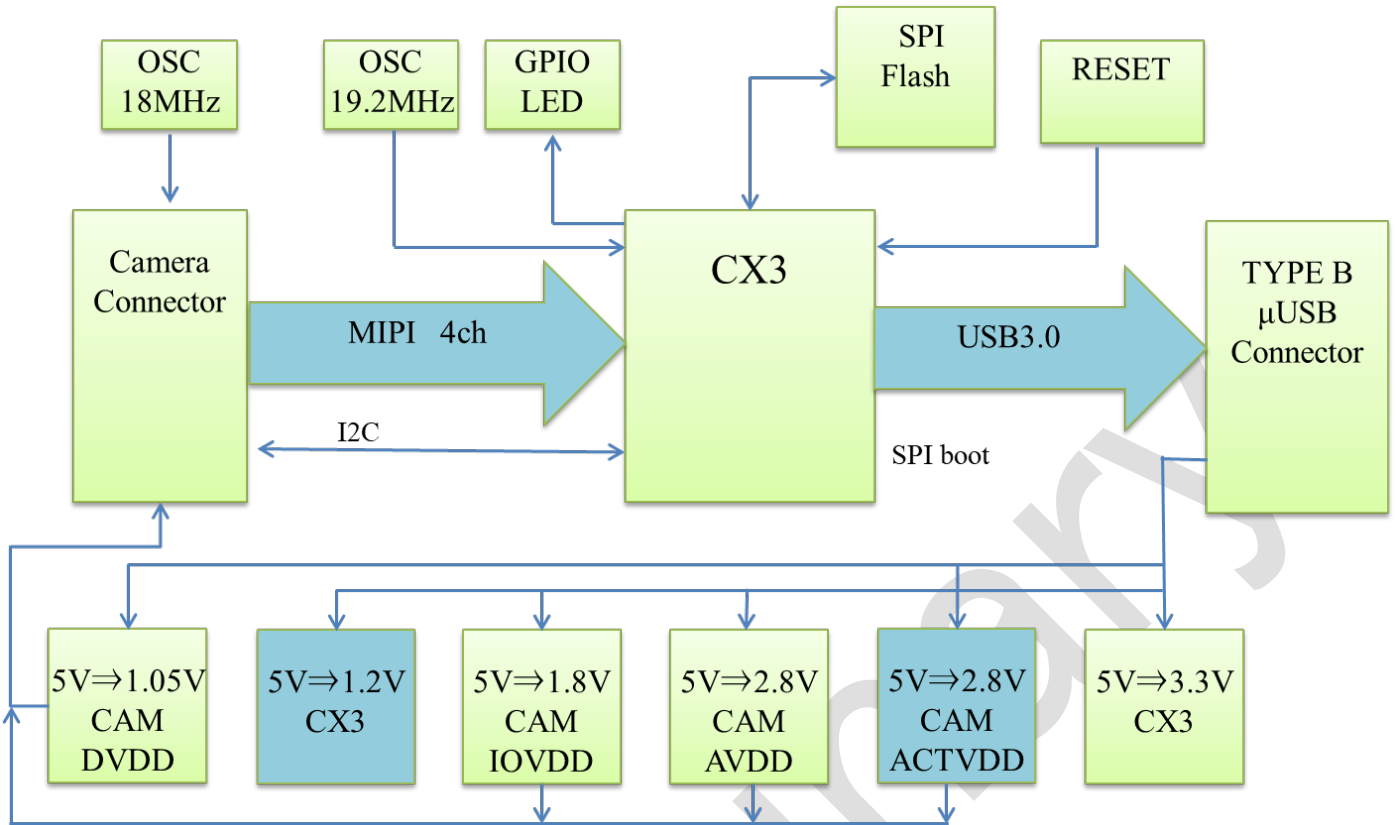 OSC
18MHz
OSC
19.2MHz
GPIO
LED
SPI
Flash
RESET
Camera
Connector
MIPI 4ch
I2C
CX3
USB3.0
SPI boot
TYPE B
μUSB
Connector
5V⇒1.05V
CAM
DVDD
5V⇒1.2V
CX3
5V⇒1.8V
CAM
IOVDD
5V⇒2.8V
CAM
AVDD
5V⇒2.8V
CAM
ACTVDD
5V⇒3.3V
CX3